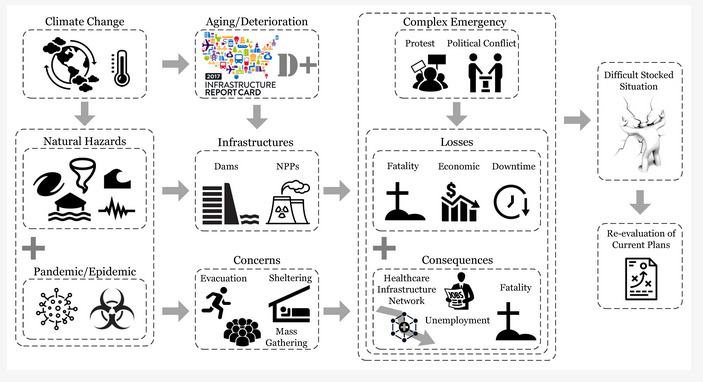 Climate Change
Aging/Deterioration
2017
INFRASTRUCTURE
REPORT CARD
D+
Complex Emergency
Protest
Political Conflict
Difficult Stocked
Situation
Natural Hazards
Infrastructures
Dams
NPPs
Losses
Fatality
Economic
Downtime
$
Re-evaluation of
Current Plans
Pandemic/Epidemic
Concerns
Evacuation
Sheltering
Mass
Gathering
Consequences
Healthcare
Infrastructure
Network
JOBS
Unemployment
Fatality